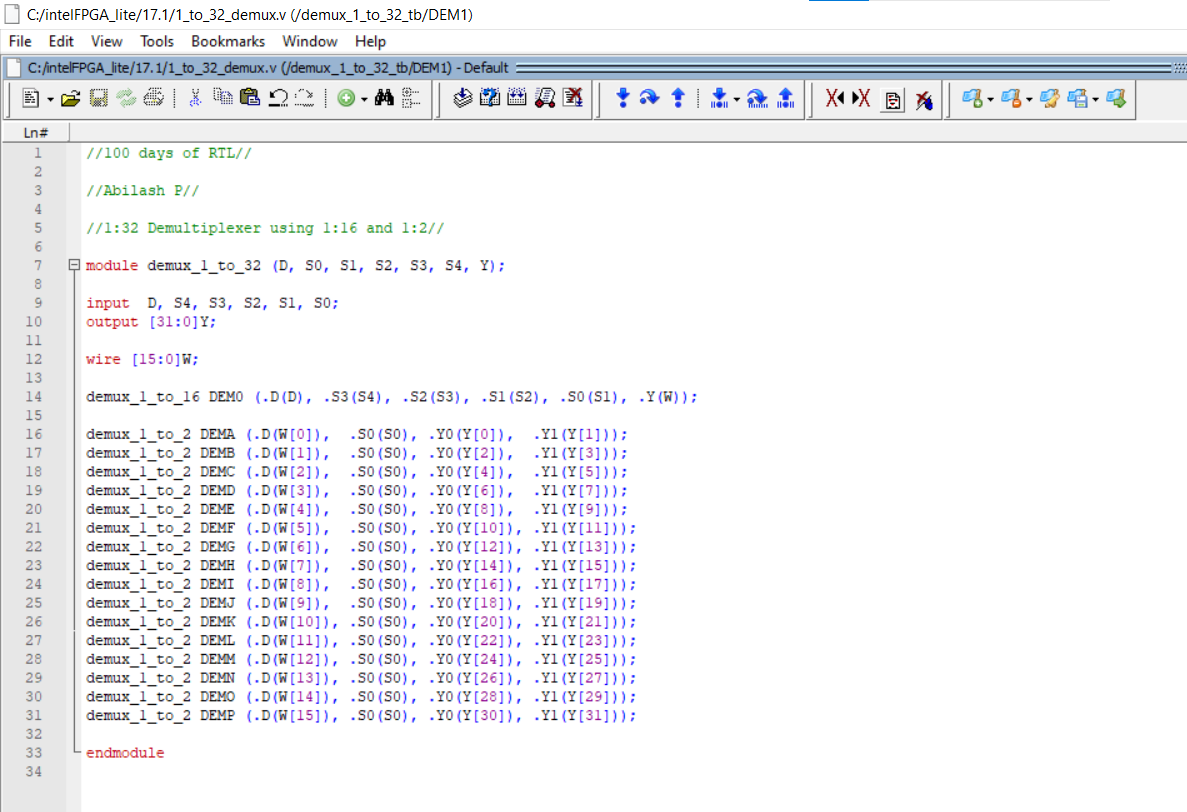 C:/intelFPGA_lite/17.1/1_to_32_demux.v (/demux_1_to_32_tb/DEM1)
File Edit View Tools Bookmarks Window Help
C:/intelFPGA_lite/17.1/1_to_32_demux.v (/demux_1_to_32_tb/DEM1) - Default
Ln#
1 //100 days of RTL//
2
3 //Abilash P//
4
5 //1:32 Demultiplexer using 1:16 and 1:2//
6
7 module demux_1_to_32 (D, S0, S1, S2, S3, S4, Y);
8
9 input  D, S4, S3, S2, S1, S0;
10 output [31:0]Y;
11
12 wire [15:0]W;
13
14 demux_1_to_16 DEM0 (.D(D), .S3(S4), .S2(S3), .S1(S2), .S0(S1), .Y(W));
15
16 demux_1_to_2 DEMA (.D(W[0]),  .S0(S0), .Y0(Y[0]),  .Y1(Y[1]));
17 demux_1_to_2 DEMB (.D(W[1]),  .S0(S0), .Y0(Y[2]),  .Y1(Y[3]));
18 demux_1_to_2 DEMC (.D(W[2]),  .S0(S0), .Y0(Y[4]),  .Y1(Y[5]));
19 demux_1_to_2 DEMD (.D(W[3]),  .S0(S0), .Y0(Y[6]),  .Y1(Y[7]));
20 demux_1_to_2 DEME (.D(W[4]),  .S0(S0), .Y0(Y[8]),  .Y1(Y[9]));
21 demux_1_to_2 DEMF (.D(W[5]),  .S0(S0), .Y0(Y[10]), .Y1(Y[11]));
22 demux_1_to_2 DEMG (.D(W[6]),  .S0(S0), .Y0(Y[12]), .Y1(Y[13]));
23 demux_1_to_2 DEMH (.D(W[7]),  .S0(S0), .Y0(Y[14]), .Y1(Y[15]));
24 demux_1_to_2 DEMI (.D(W[8]),  .S0(S0), .Y0(Y[16]), .Y1(Y[17]));
25 demux_1_to_2 DEMJ (.D(W[9]),  .S0(S0), .Y0(Y[18]), .Y1(Y[19]));
26 demux_1_to_2 DEMK (.D(W[10]), .S0(S0), .Y0(Y[20]), .Y1(Y[21]));
27 demux_1_to_2 DEML (.D(W[11]), .S0(S0), .Y0(Y[22]), .Y1(Y[23]));
28 demux_1_to_2 DEMM (.D(W[12]), .S0(S0), .Y0(Y[24]), .Y1(Y[25]));
29 demux_1_to_2 DEMN (.D(W[13]), .S0(S0), .Y0(Y[26]), .Y1(Y[27]));
30 demux_1_to_2 DEMO (.D(W[14]), .S0(S0), .Y0(Y[28]), .Y1(Y[29]));
31 demux_1_to_2 DEMP (.D(W[15]), .S0(S0), .Y0(Y[30]), .Y1(Y[31]));
32
33 endmodule
34